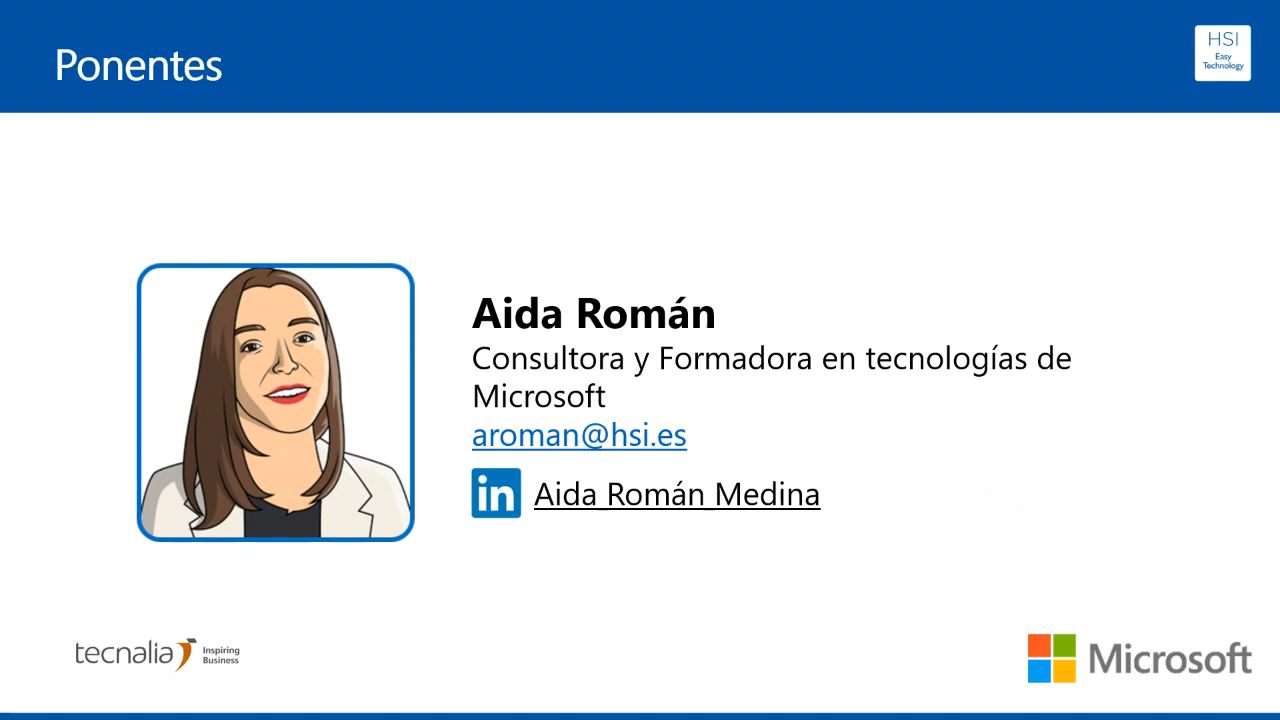 Ponentes
HSI
Easy
Technology
Aida Román
Consultora y Formadora en tecnologías de
Microsoft
aroman@hsi.es
in Aida Román Medina
tecnalia Inspiring
Business
Microsoft